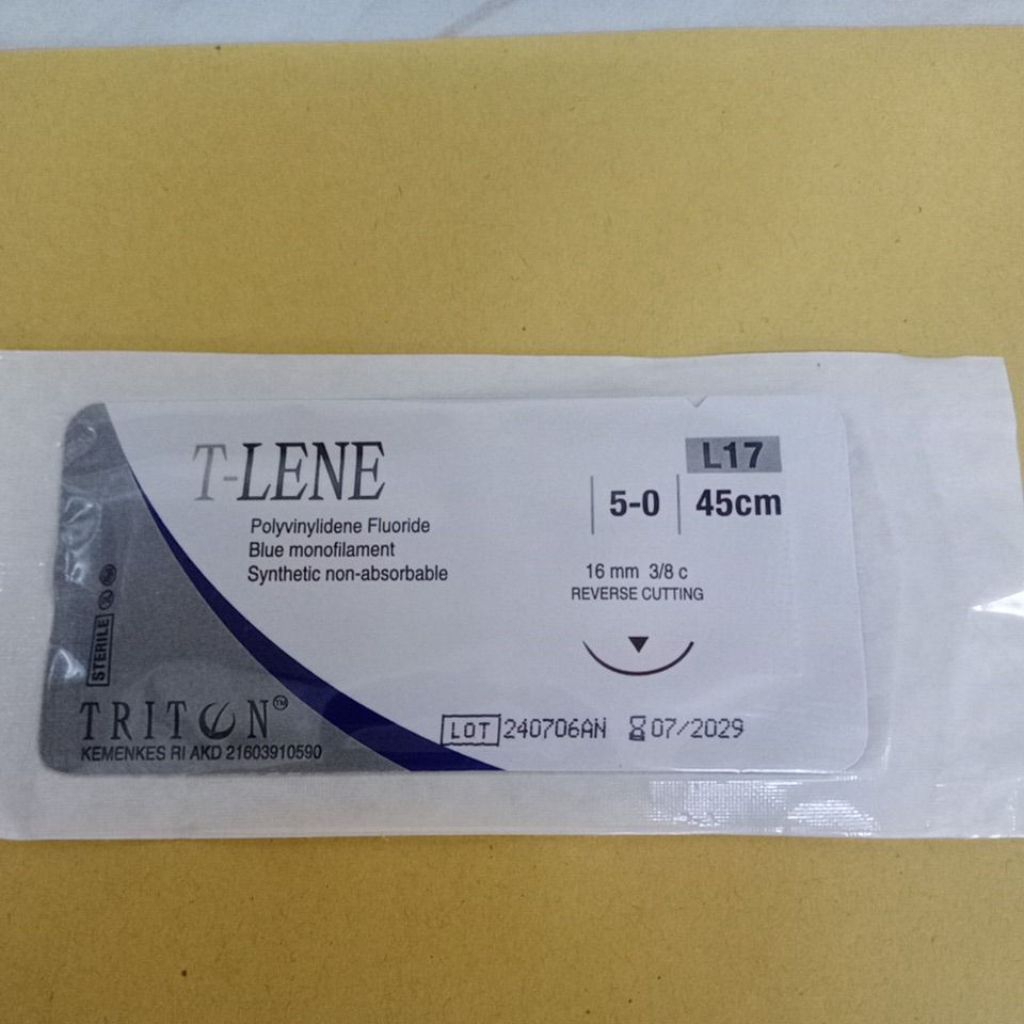 T-LENE
Polyvinylidene Fluoride
Blue monofilament
Synthetic non-absorbable
L17
5-0 45cm
16 mm 3/8 c
REVERSE CUTTING
STERILE
TRITON™
KEMENKES RI AKD 21603910590
LOT 240706AN 07/2029